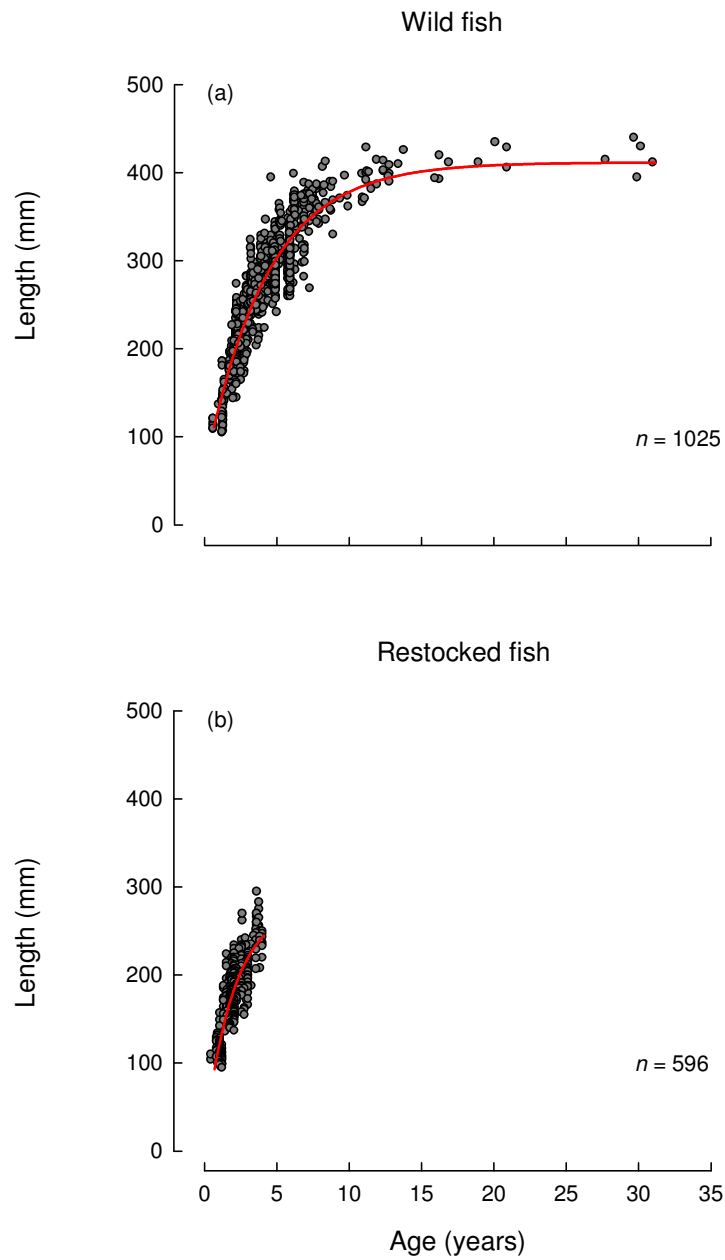 Wild fish
(a)
500
400
300
200
100
0
Length (mm)
n = 1025
Restocked fish
(b)
500
400
300
200
100
0
Length (mm)
n = 596
0 5 10 15 20 25 30 35
Age (years)